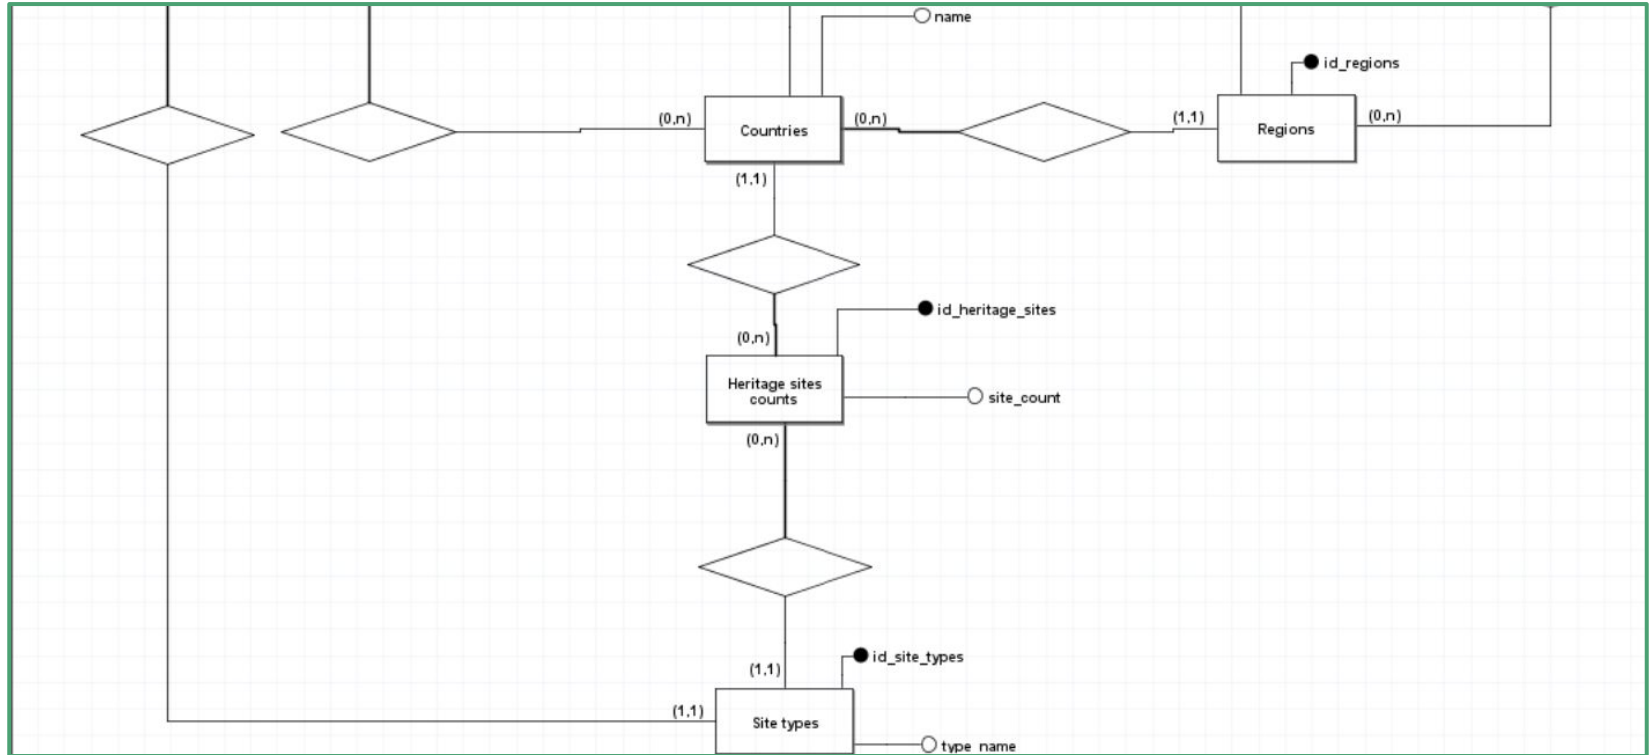 name
id_regions
(0,n)
Countries
(0,n)
(1,1)
Regions
(0,n)
(1,1)
id_heritage_sites
(0,n)
Heritage sites
counts
site_count
(0,n)
id_site_types
(1,1)
(1,1)
Site types
type_name